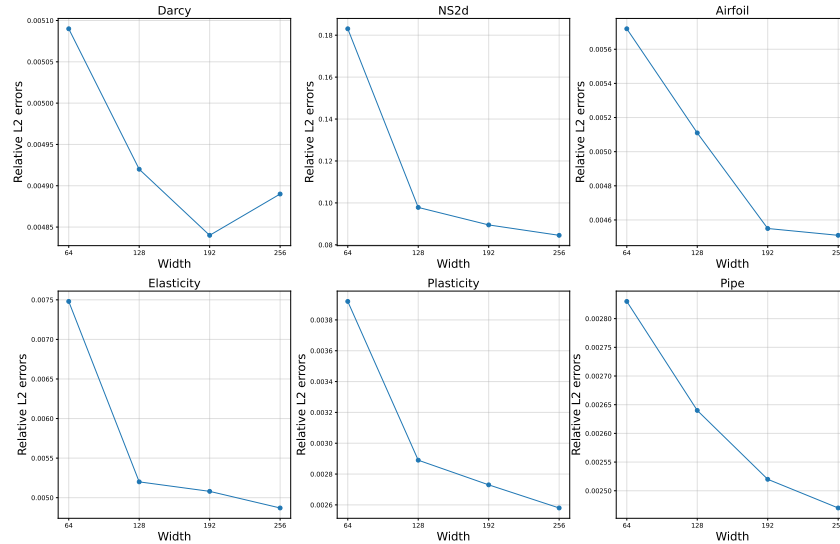 Darcy
Relative L2 errors
0.00510
0.00505
0.00500
0.00495
0.00490
0.00485
64 128 192 256
Width
NS2d
Relative L2 errors
0.18
0.16
0.14
0.12
0.10
0.08
64 128 192 256
Width
Airfoil
Relative L2 errors
0.0056
0.0054
0.0052
0.0050
0.0048
0.0046
64 128 192 25
Width
Elasticity
Relative L2 errors
0.0075
0.0070
0.0065
0.0060
0.0055
0.0050
64 128 192 256
Width
Plasticity
Relative L2 errors
0.0038
0.0036
0.0034
0.0032
0.0030
0.0028
0.0026
64 128 192 256
Width
Pipe
Relative L2 errors
0.00280
0.00275
0.00270
0.00265
0.00260
0.00255
0.00250
64 128 192 25
Width